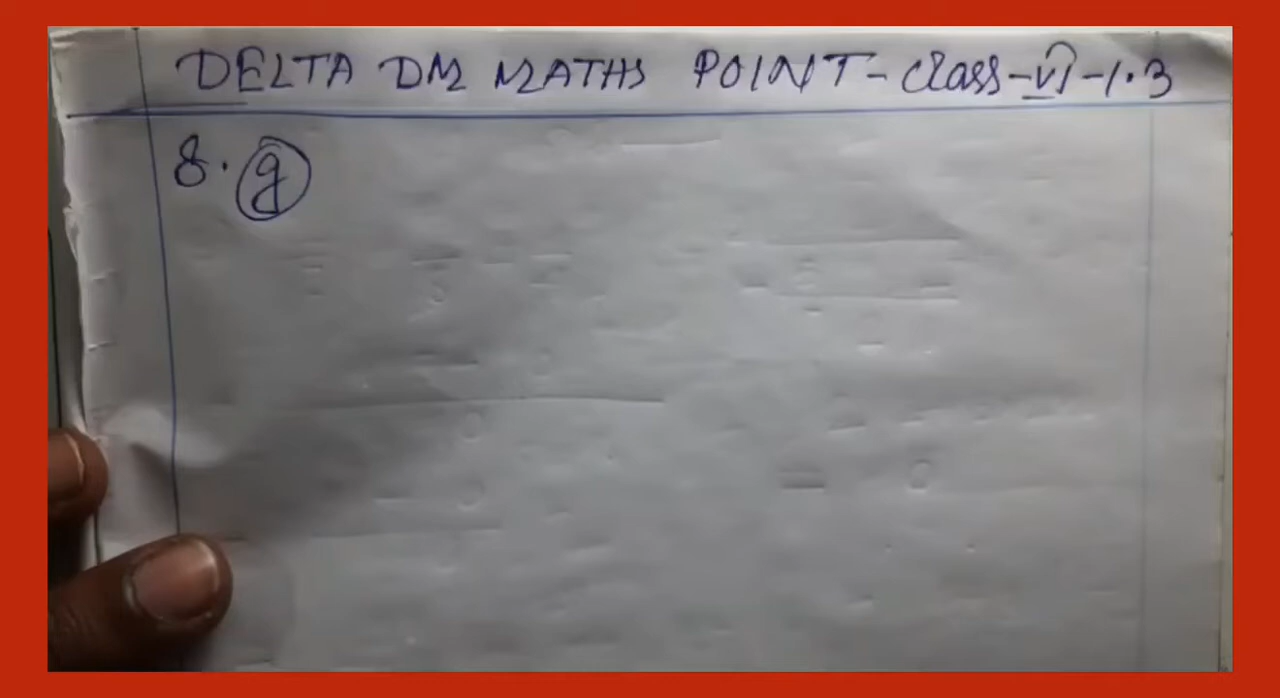 DELTA DM MATHS POINT - Class - VI - 1.3
8. g